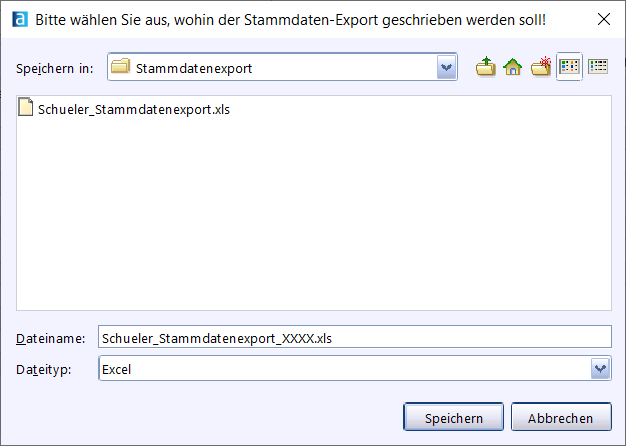 a Bitte wählen Sie aus, wohin der Stammdaten-Export geschrieben werden soll!
Speichern in: Stammdatenexport
Schueler_Stammdatenexport.xls
Dateiname: Schueler_Stammdatenexport_XXXX.xls
Dateityp: Excel
Speichern Abbrechen